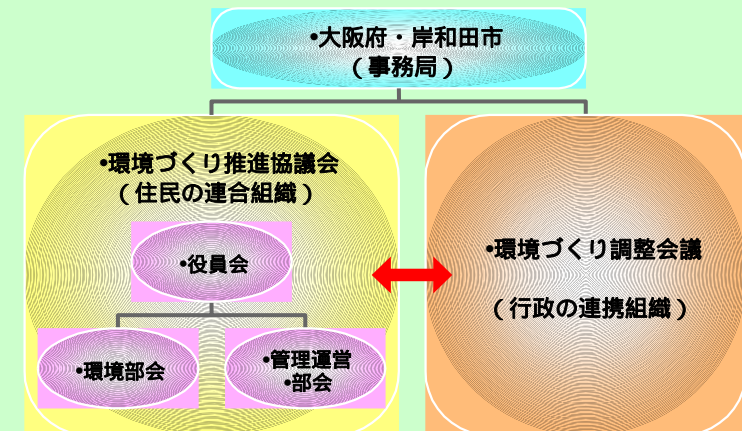 •大阪府・岸和田市
（事務局）
•環境づくり推進協議会
（住民の連合組織）
•役員会
•環境部会
•管理運営
•部会
•環境づくり調整会議
（行政の連携組織）